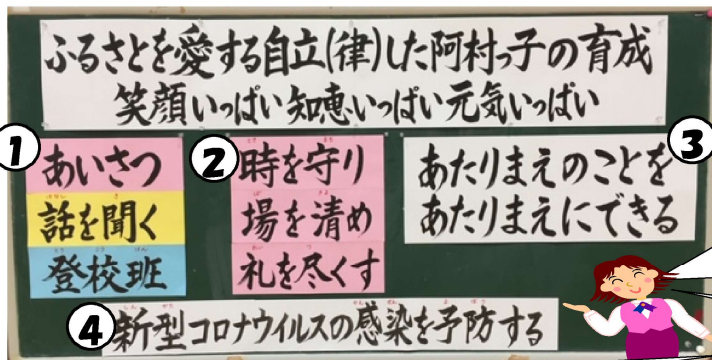 ふるさとを愛する自立(律)した阿村っ子の育成
笑顔いっぱい知恵いっぱい元気いっぱい
①
あいさつ
話を聞く
登校班
②
時を守り
場を清め
礼を尽くす
③
あたりまえのことを
あたりまえにできる
④
新型コロナウイルスの感染を予防する